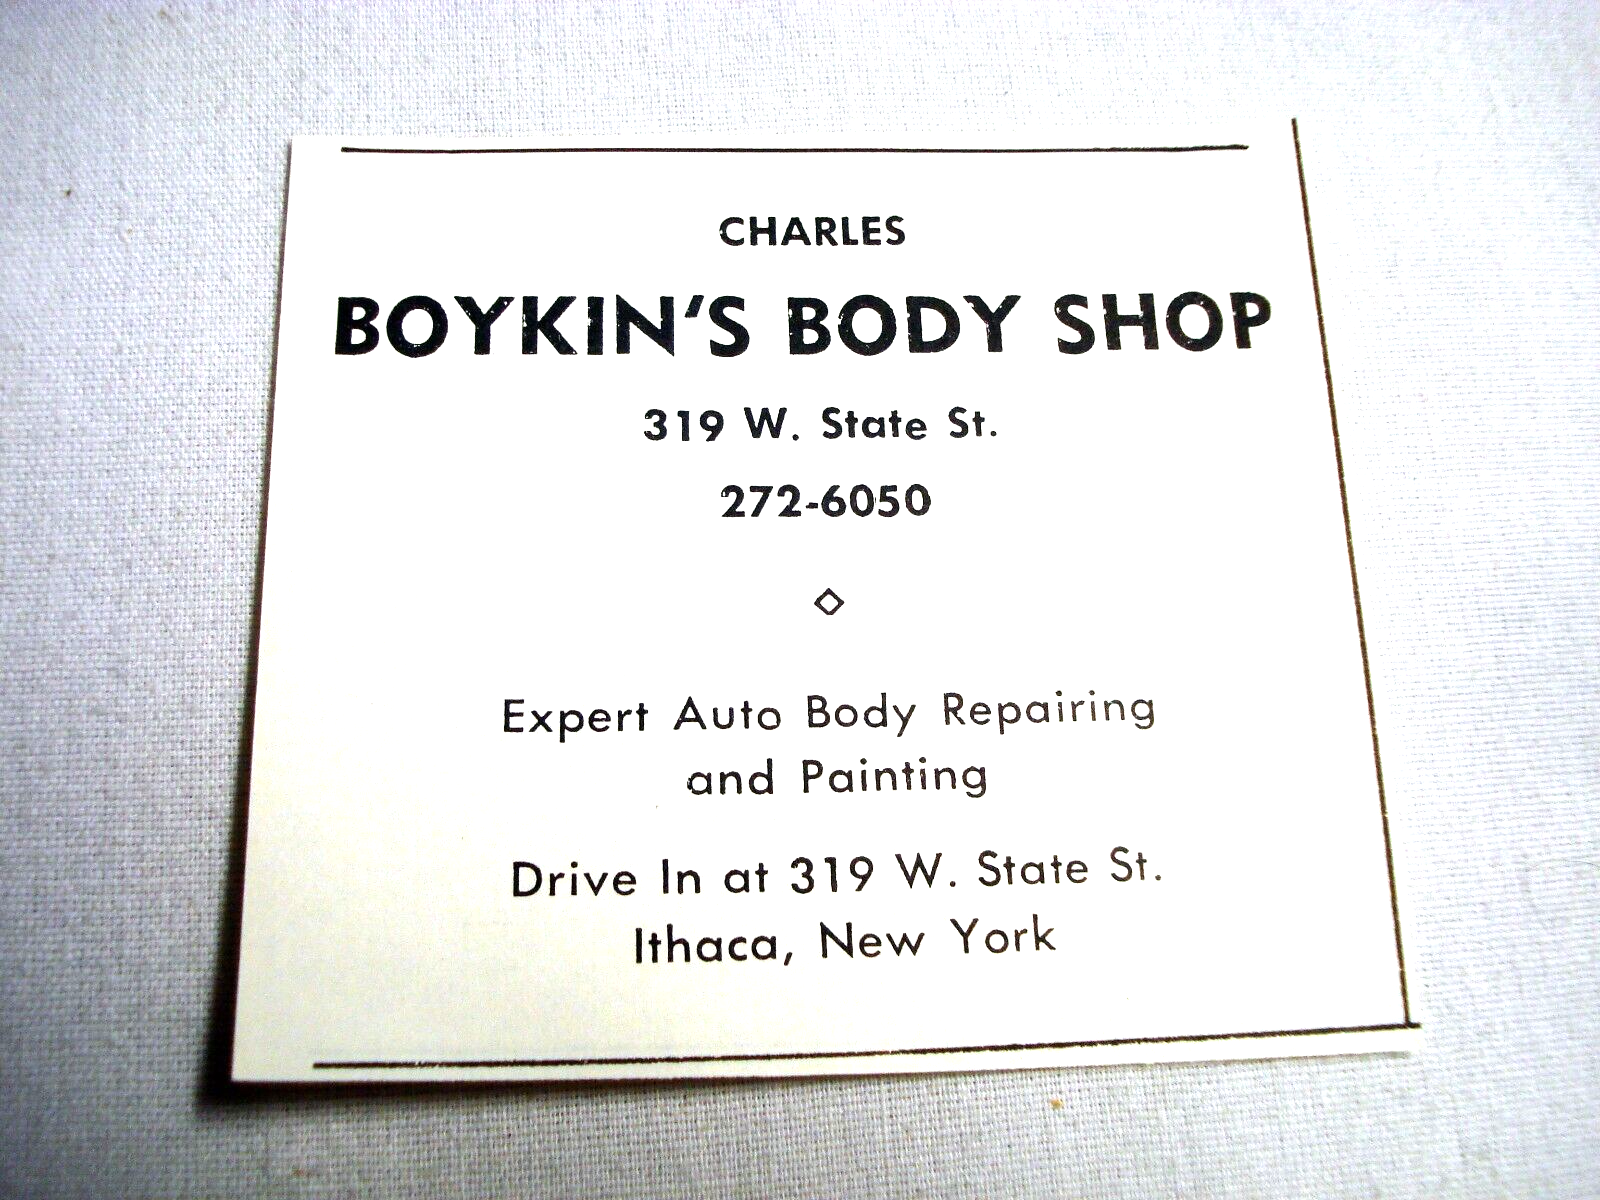 CHARLES
BOYKIN'S BODY SHOP
319 W. State St.
272-6050
Expert Auto Body Repairing
and Painting
Drive In at 319 W. State St.
Ithaca, New York